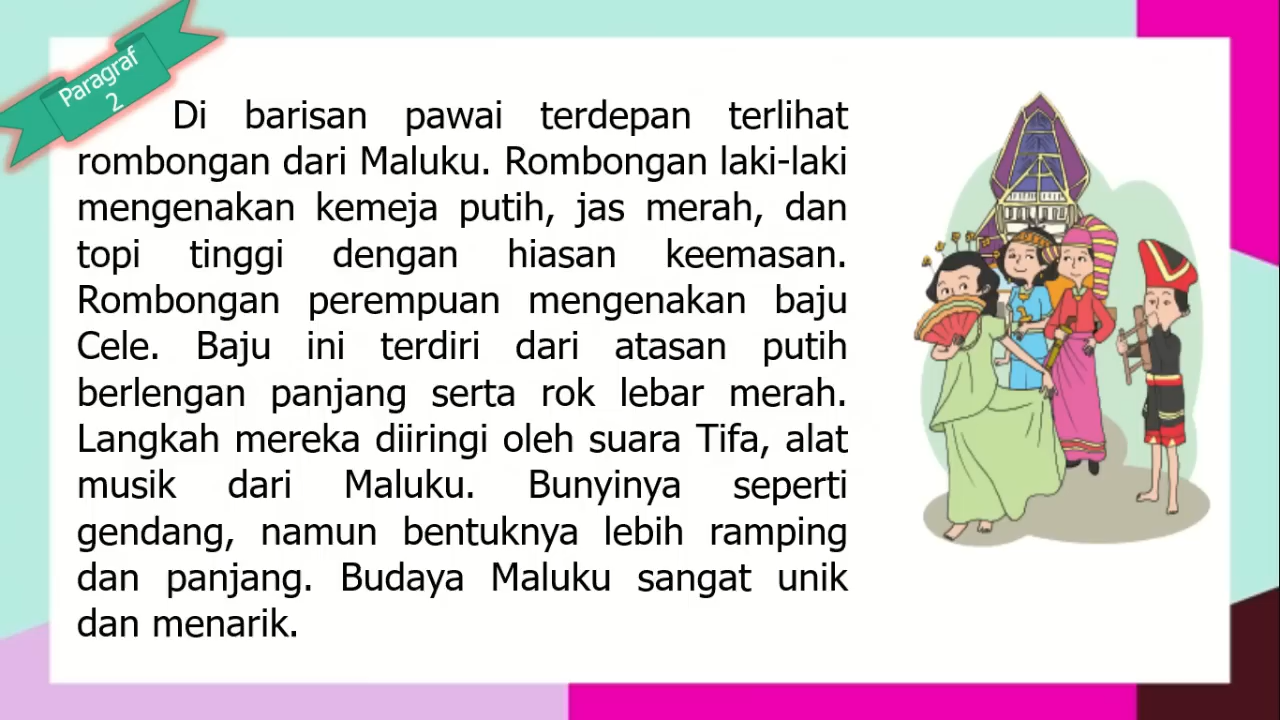 Paragraf
2
Di barisan pawai terdepan terlihat
rombongan dari Maluku. Rombongan laki-laki
mengenakan kemeja putih, jas merah, dan
topi tinggi dengan hiasan keemasan.
Rombongan perempuan mengenakan baju
Cele. Baju ini terdiri dari atasan putih
berlengan panjang serta rok lebar merah.
Langkah mereka diiringi oleh suara Tifa, alat
musik dari Maluku. Bunyinya seperti
gendang, namun bentuknya lebih ramping
dan panjang. Budaya Maluku sangat unik
dan menarik.